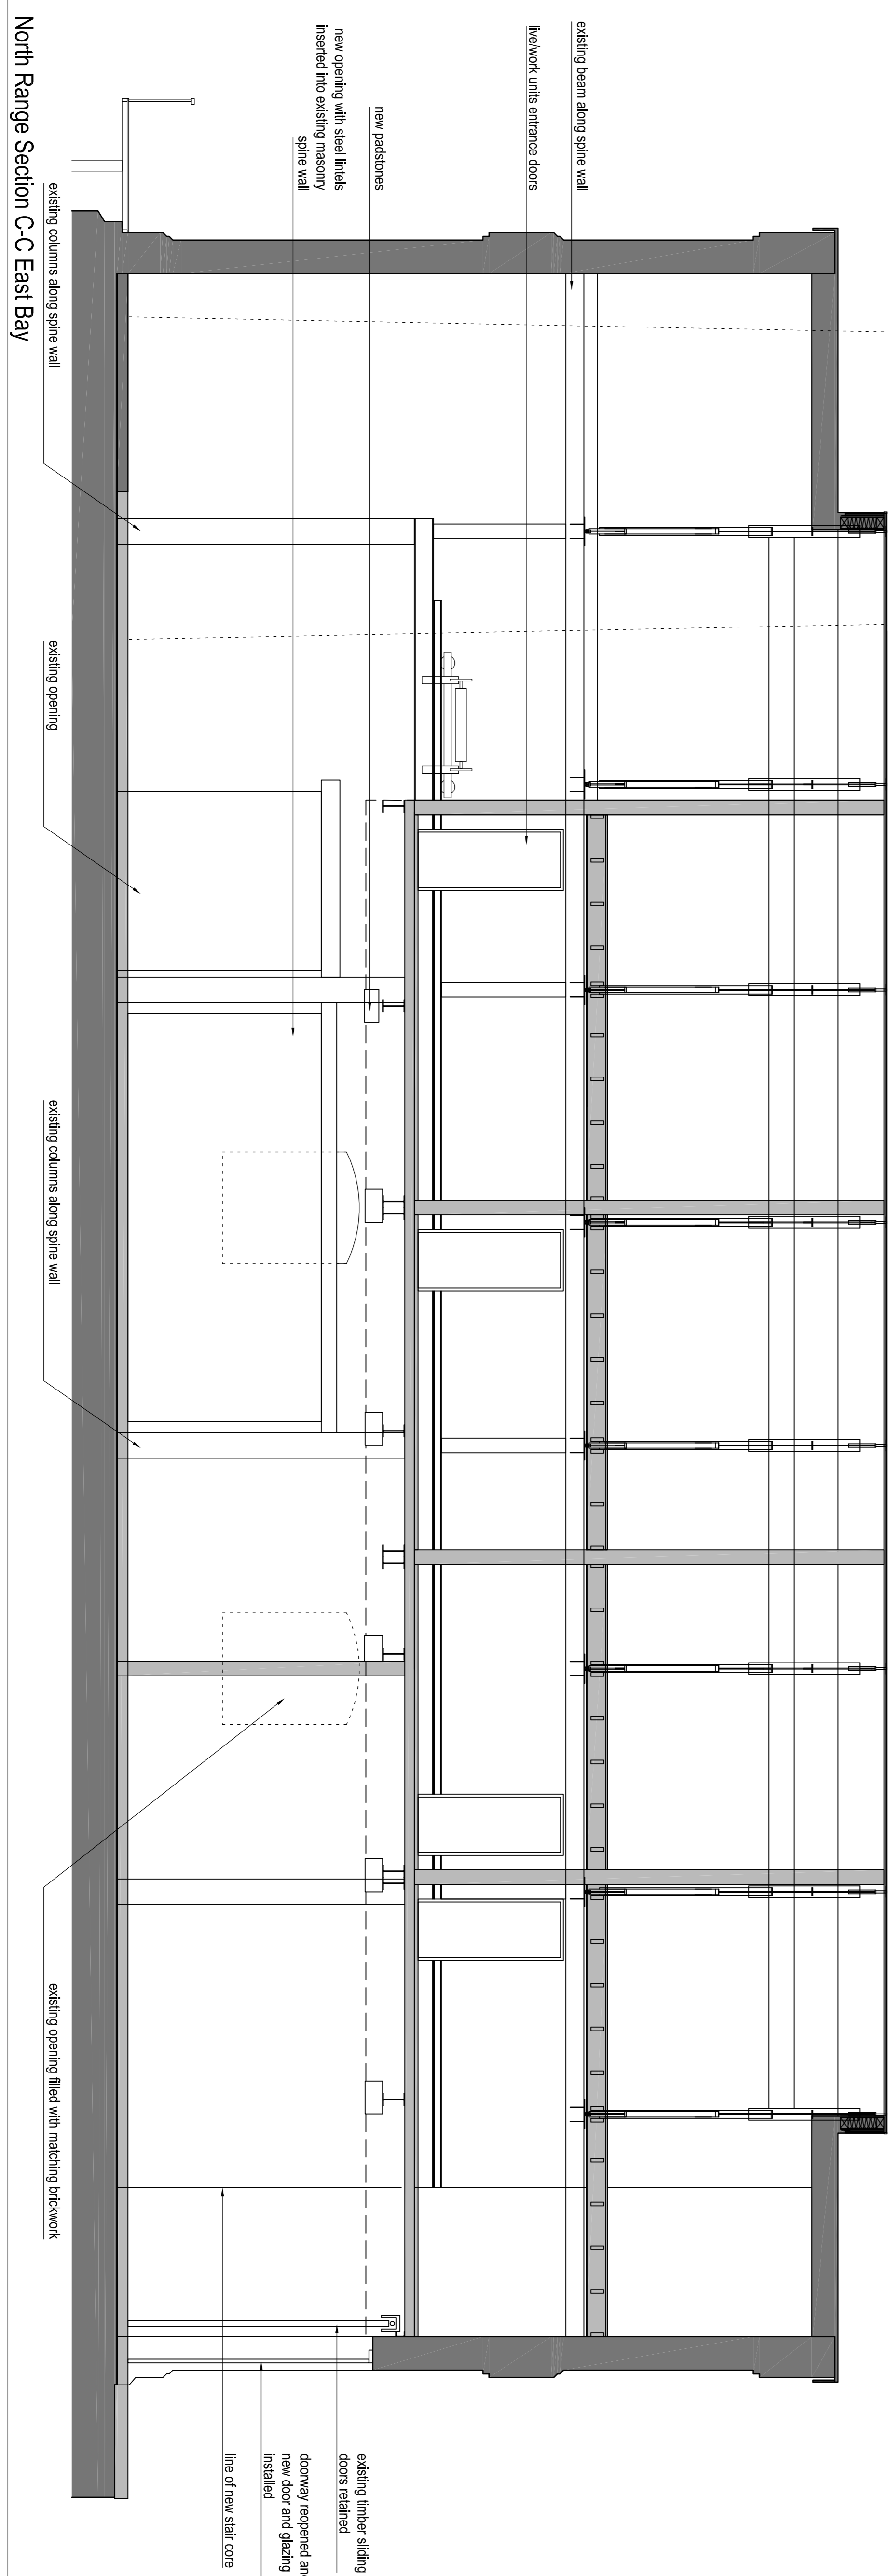 existing beam along spine wall
live/work units entrance doors
new padstones
new opening with steel lintels
inserted into existing masonry
spine wall
existing timber sliding
doors retained
doorway reopened an
new door and glazing
installed
line of new stair core
existing columns along spine wall
existing opening
existing columns along spine wall
existing opening filled with matching brickwork
North Range Section C-C East Bay